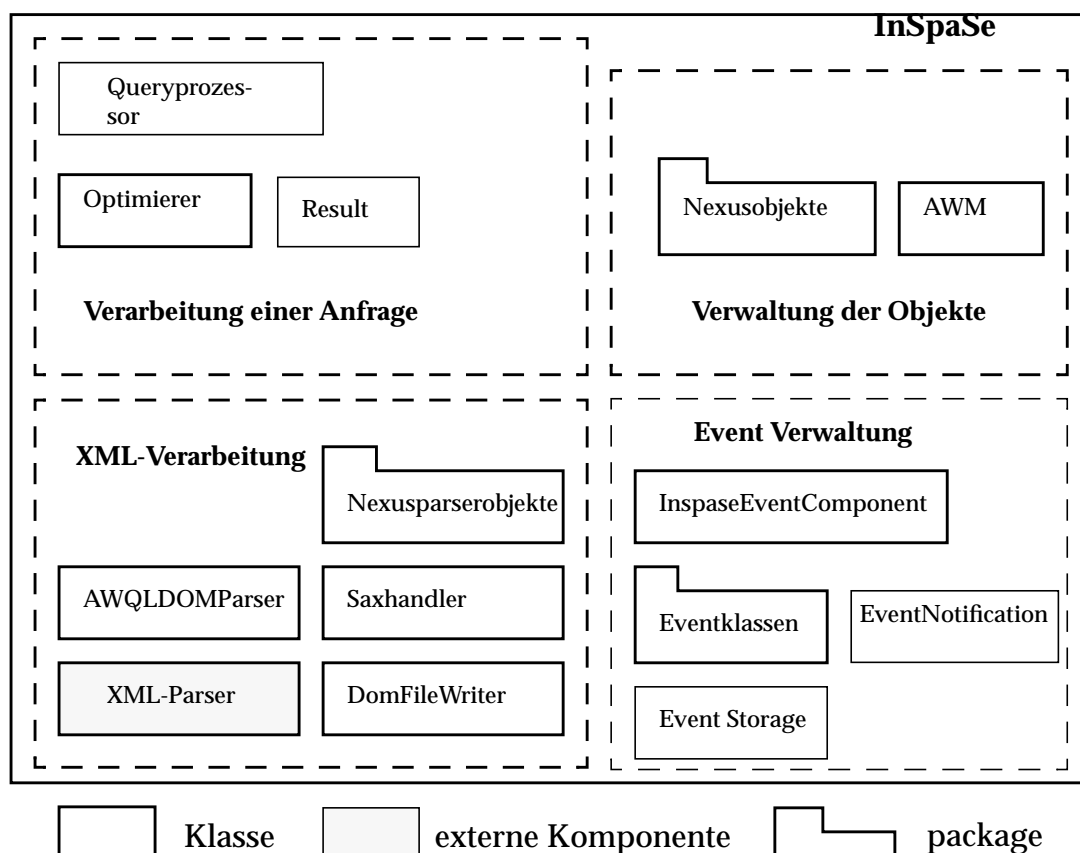 InSpaSe
Queryprozes-
sor
Optimierer
Result
Verarbeitung einer Anfrage
Nexusobjekte
AWM
Verwaltung der Objekte
XML-Verarbeitung
Nexusparserobjekte
AWQLDOMParser
Saxhandler
XML-Parser
DomFileWriter
Event Verwaltung
InspaseEventComponent
Eventklassen
EventNotification
Event Storage
Klasse
externe Komponente
package